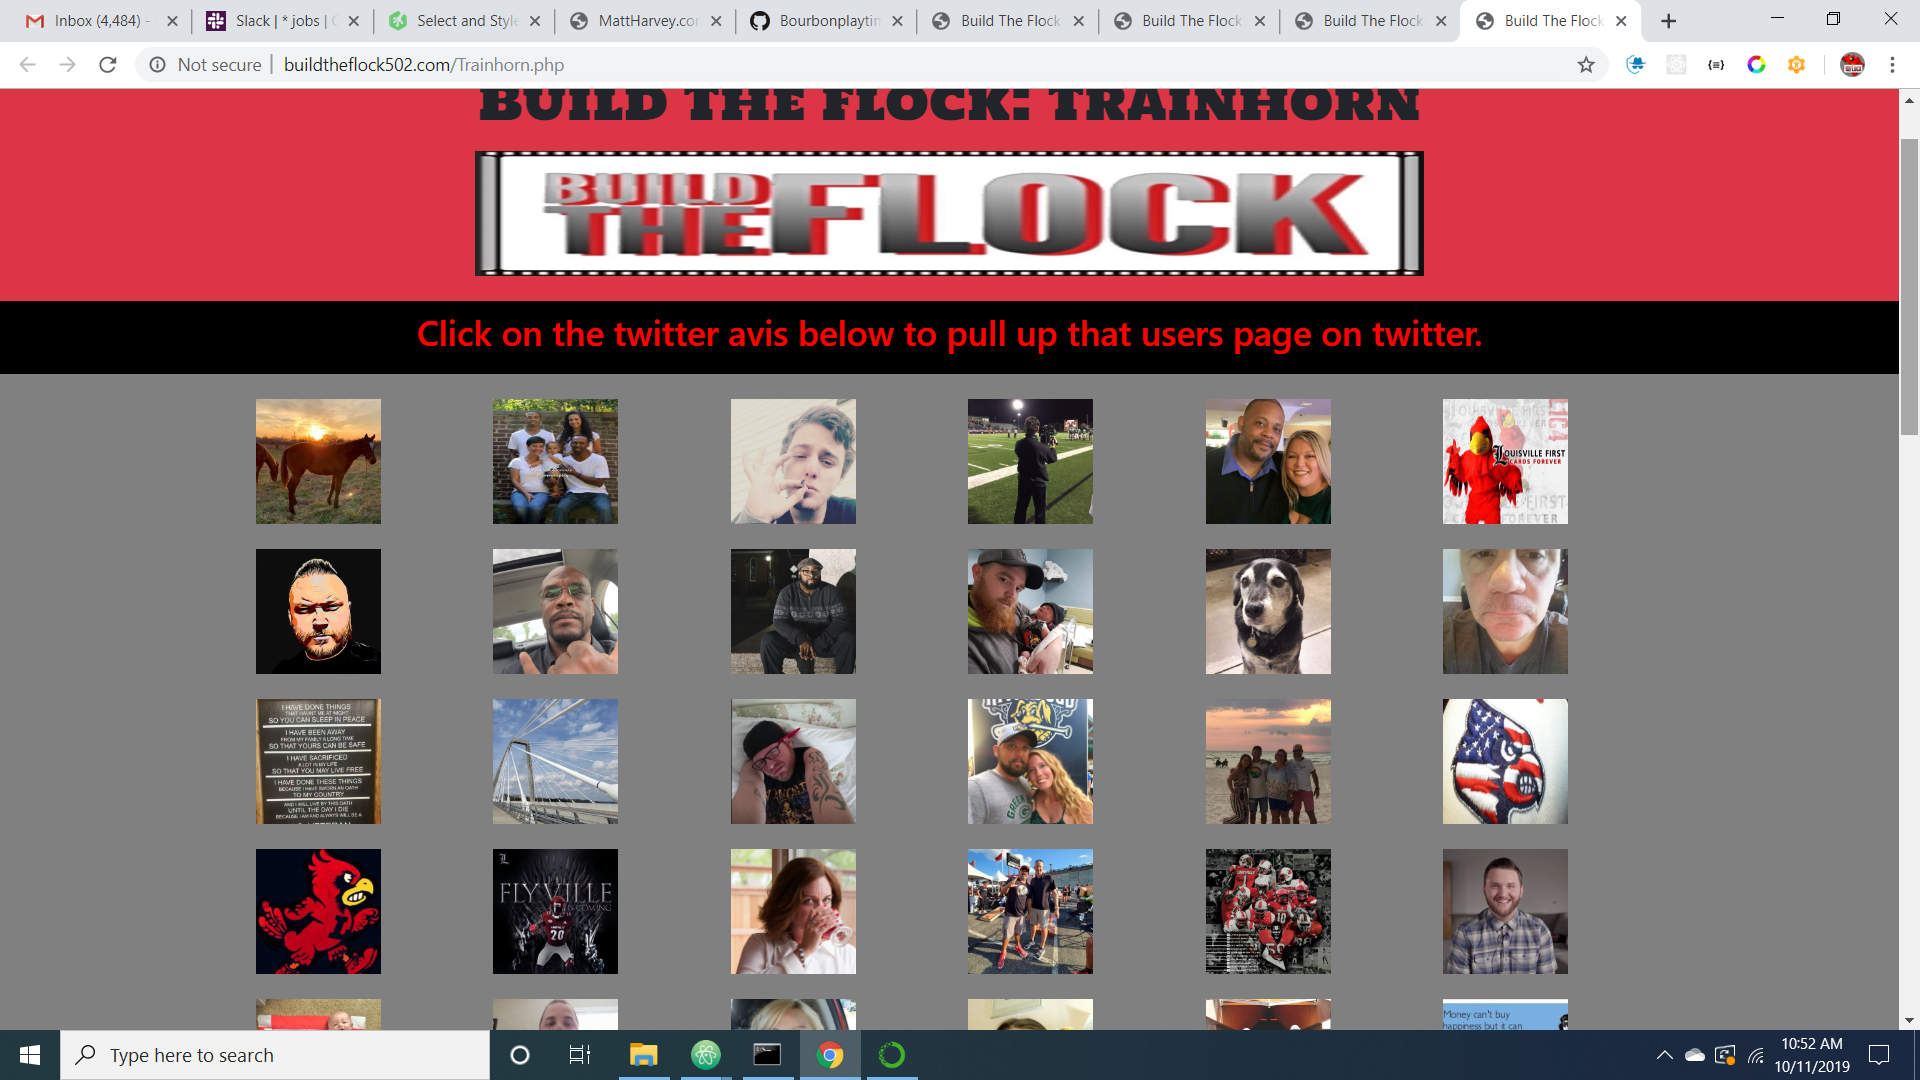 Inbox (4,484) -
Slack | * jobs |
Select and Style
MattHarvey.com
Bourbonplaytim
Build The Flock
Build The Flock
Build The Flock
Build The Flock
Not secure | buildtheflock502.com/Trainhorn.php
BUILD THE FLOCK: TRAINHORN
BUILD
THE FLOCK
Click on the twitter avis below to pull up that users page on twitter.
LOUISVILLE FIRST
CARDS FOREVER
FOREVER
I HAVE DONE THINGS
THAT HAUNT ME AT NIGHT
SO YOU CAN SLEEP IN PEACE
I HAVE BEEN AWAY
FROM MY FAMILY A LONG TIME
SO THAT YOURS CAN BE SAFE
I HAVE SACRIFICED
A LOT IN MY LIFE
SO THAT YOU MAY LIVE FREE
I HAVE DONE THESE THINGS
BECAUSE I HAVE SWORN AN OATH
TO MY COUNTRY
AND I WILL LIVE BY THIS OATH
UNTIL THE DAY I DIE
BECAUSE I AM AND ALWAYS WILL BE A
L
FLYVILLE
IS COMING
20
Money can't buy
happiness but it can
Type here to search
10:52 AM
10/11/2019